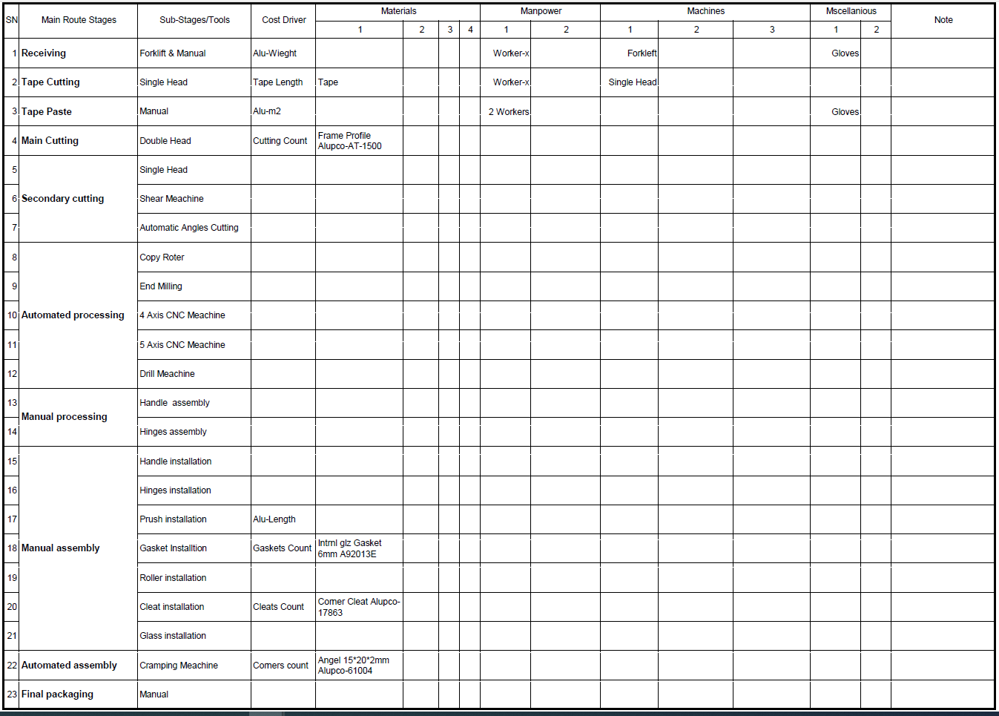 SN Main Route Stages Sub-Stages/Tools Cost Driver Materials Manpower Machines Mscellanious Note
1 2 3 4 1 2 1 2 3 1 2
1 Receiving Forklift & Manual Alu-Wieght Worker-x Forkleft Gloves
2 Tape Cutting Single Head Tape Length Tape Worker-x Single Head
3 Tape Paste Manual Alu-m2 2 Workers Gloves
4 Main Cutting Double Head Cutting Count Frame Profile
Alupco-AT-1500
5 Single Head
6 Secondary cutting Shear Meachine
7 Automatic Angles Cutting
8 Copy Roter
9 End Milling
10 Automated processing 4 Axis CNC Meachine
11 5 Axis CNC Meachine
12 Drill Meachine
13 Handle assembly
Manual processing
14 Hinges assembly
15 Handle installation
16 Hinges installation
17 Prush installation Alu-Length
18 Manual assembly Gasket Installtion Gaskets Count Intrnl glz Gasket
6mm A92013E
19 Roller installation
20 Cleat installation Cleats Count Corner Cleat Alupco-
17863
21 Glass installation
22 Automated assembly Cramping Meachine Corners count Angel 15*20*2mm
Alupco-61004
23 Final packaging Manual